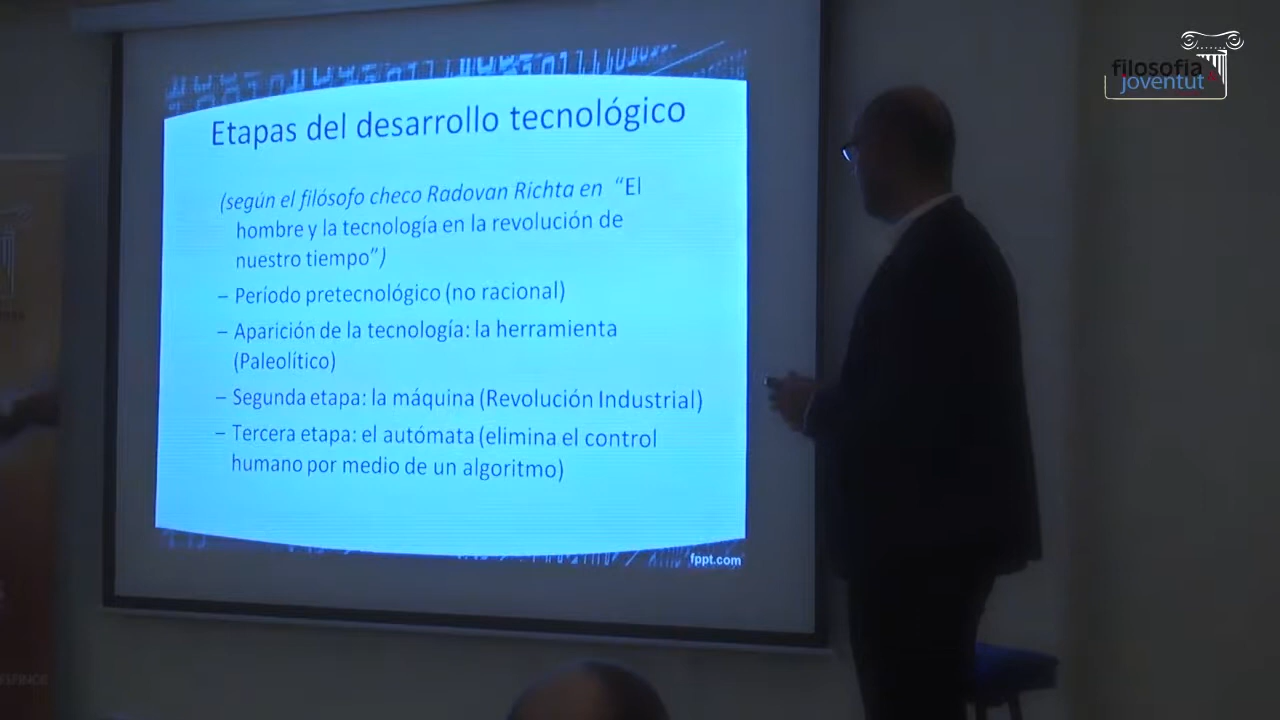 filosofia
joventut
Etapas del desarrollo tecnológico
(según el filósofo checo Radovan Richta en “El
hombre y la tecnología en la revolución de
nuestro tiempo”)
– Período pretecnológico (no racional)
– Aparición de la tecnología: la herramienta
(Paleolítico)
– Segunda etapa: la máquina (Revolución Industrial)
– Tercera etapa: el autómata (elimina el control
humano por medio de un algoritmo)
fppt.com